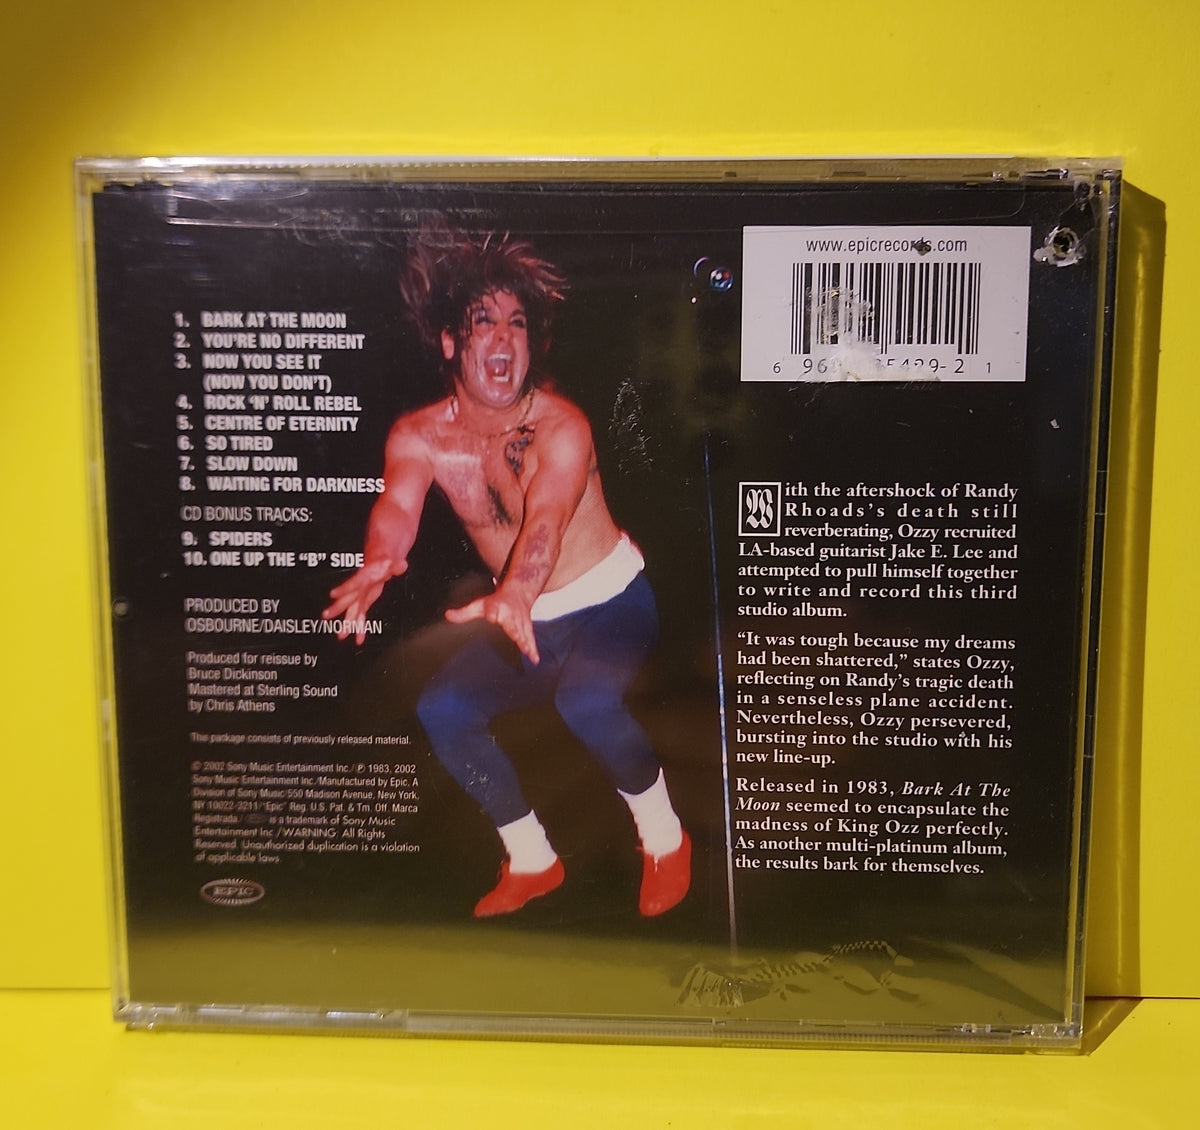 1. BARK AT THE MOON
2. YOU'RE NO DIFFERENT
3. NOW YOU SEE IT
(NOW YOU DON'T)
4. ROCK 'N' ROLL REBEL
5. CENTRE OF ETERNITY
6. SO TIRED
7. SLOW DOWN
8. WAITING FOR DARKNESS
CD BONUS TRACKS:
9. SPIDERS
10. ONE UP THE "B" SIDE
PRODUCED BY
OSBOURNE/DAISLEY/NORMAN
Produced for reissue by
Bruce Dickinson
Mastered at Sterling Sound
by Chris Athens
This package consists of previously released material.
© 2002 Sony Music Entertainment Inc./ ℗ 1983, 2002
Sony Music Entertainment Inc./Manufactured by Epic, A
Division of Sony Music/550 Madison Avenue, New York,
NY 10022-3211/"Epic" Reg. U.S. Pat. & Tm. Off. Marca
Registrada./ is a trademark of Sony Music
Entertainment Inc./WARNING: All Rights
Reserved. Unauthorized duplication is a violation
of applicable laws.
EPIC
www.epicrecords.com
6 96 5499-2 1
With the aftershock of Randy
Rhoads's death still
reverberating, Ozzy recruited
LA-based guitarist Jake E. Lee and
attempted to pull himself together
to write and record this third
studio album.
"It was tough because my dreams
had been shattered," states Ozzy,
reflecting on Randy's tragic death
in a senseless plane accident.
Nevertheless, Ozzy persevered,
bursting into the studio with his
new line-up.
Released in 1983, Bark At The
Moon seemed to encapsulate the
madness of King Ozz perfectly.
As another multi-platinum album,
the results bark for themselves.